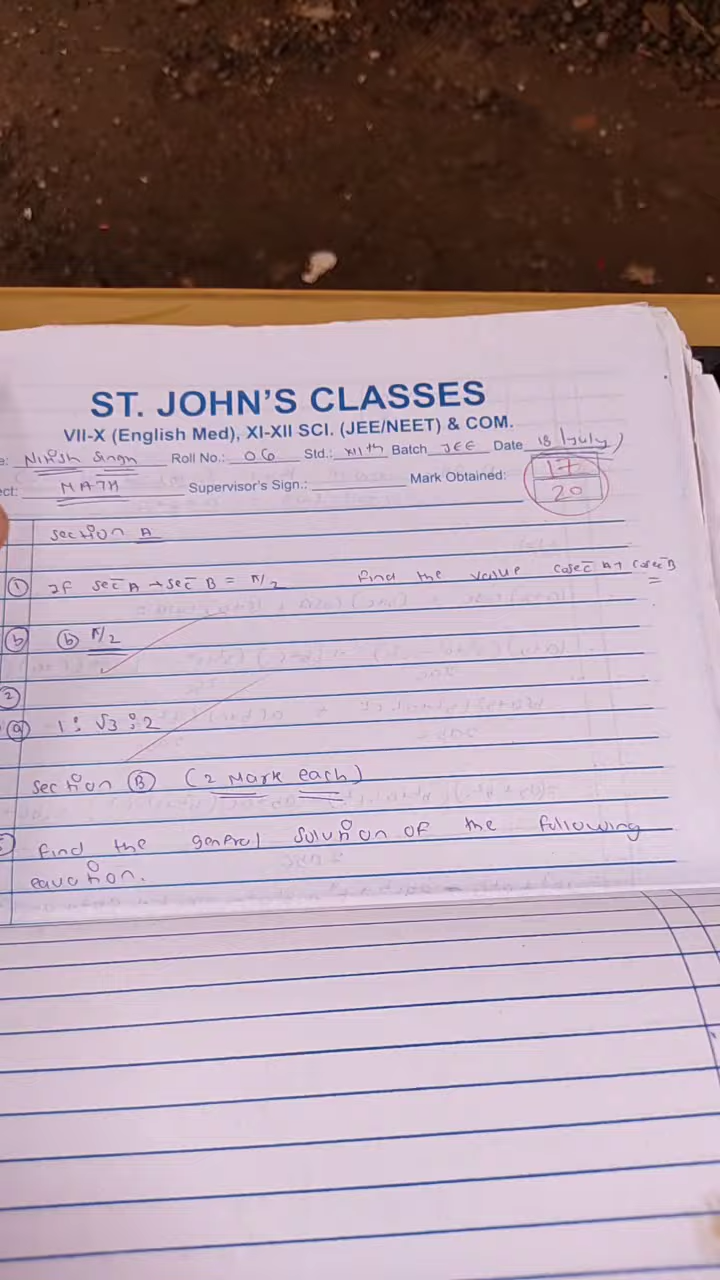 ST. JOHN'S CLASSES
VII-X (English Med), XI-XII SCI. (JEE/NEET) & COM.
e: Nitish Singh Roll No.: 06 Std.: XIIth Batch JEE Date 18 July
ect: MATH Supervisor's Sign.: Mark Obtained: 17/20
Section A
① If sec⁻A + sec⁻B = π/2 find the value cosec⁻A + cosec⁻B
ⓑ ⓑ π/2
②
ⓐ 1 : √3 : 2
Section Ⓑ (2 Mark each)
find the general solution of the following
equation.